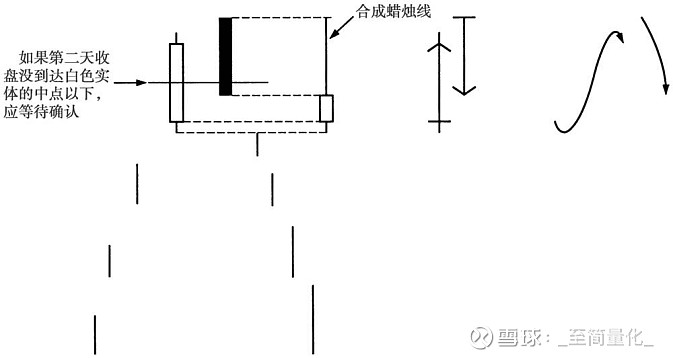 合成蜡烛线
如果第二天收
盘没到达白色实
体的中点以下，
应等待确认
雪球：_至简量化_